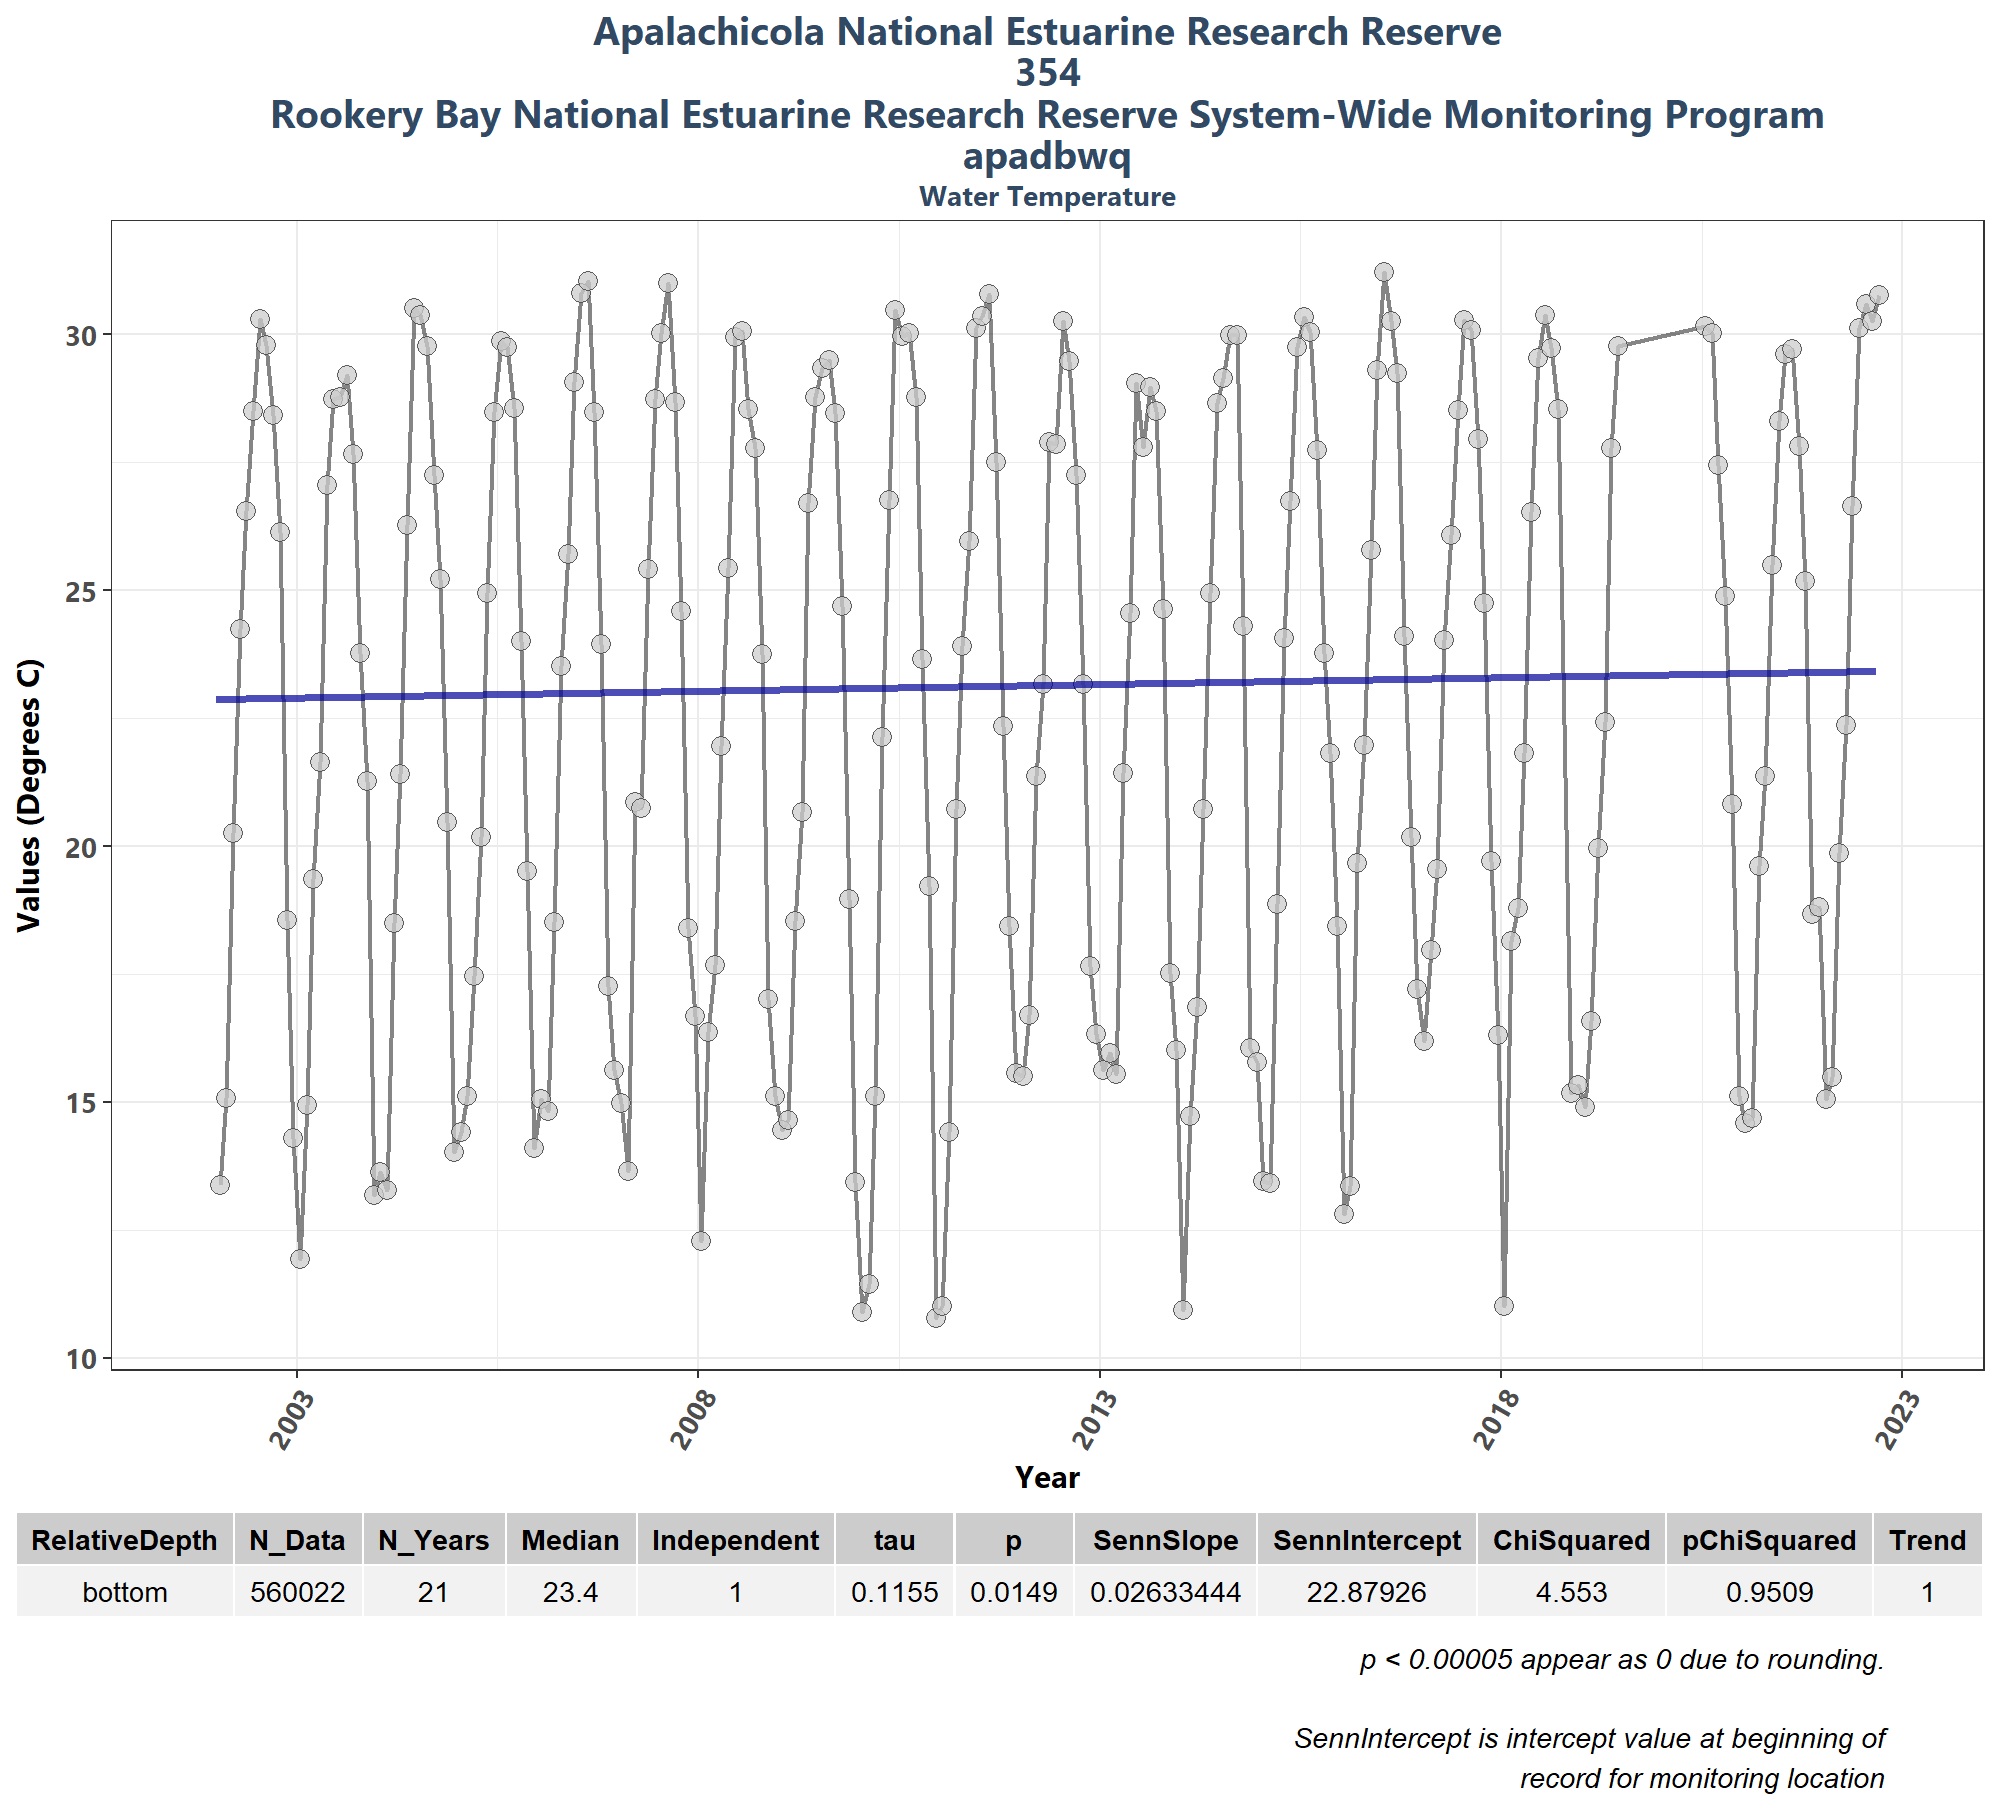 Apalachicola National Estuarine Research Reserve
354
Rookery Bay National Estuarine Research Reserve System-Wide Monitoring Program
apadbwq
Water Temperature
Values (Degrees C)
30
25
20
15
10
2003
2008
2013
2018
2023
Year
RelativeDepth N_Data N_Years Median Independent tau p SennSlope SennIntercept ChiSquared pChiSquared Trend
bottom 560022 21 23.4 1 0.1155 0.0149 0.02633444 22.87926 4.553 0.9509 1
p < 0.00005 appear as 0 due to rounding.
SennIntercept is intercept value at beginning of
record for monitoring location